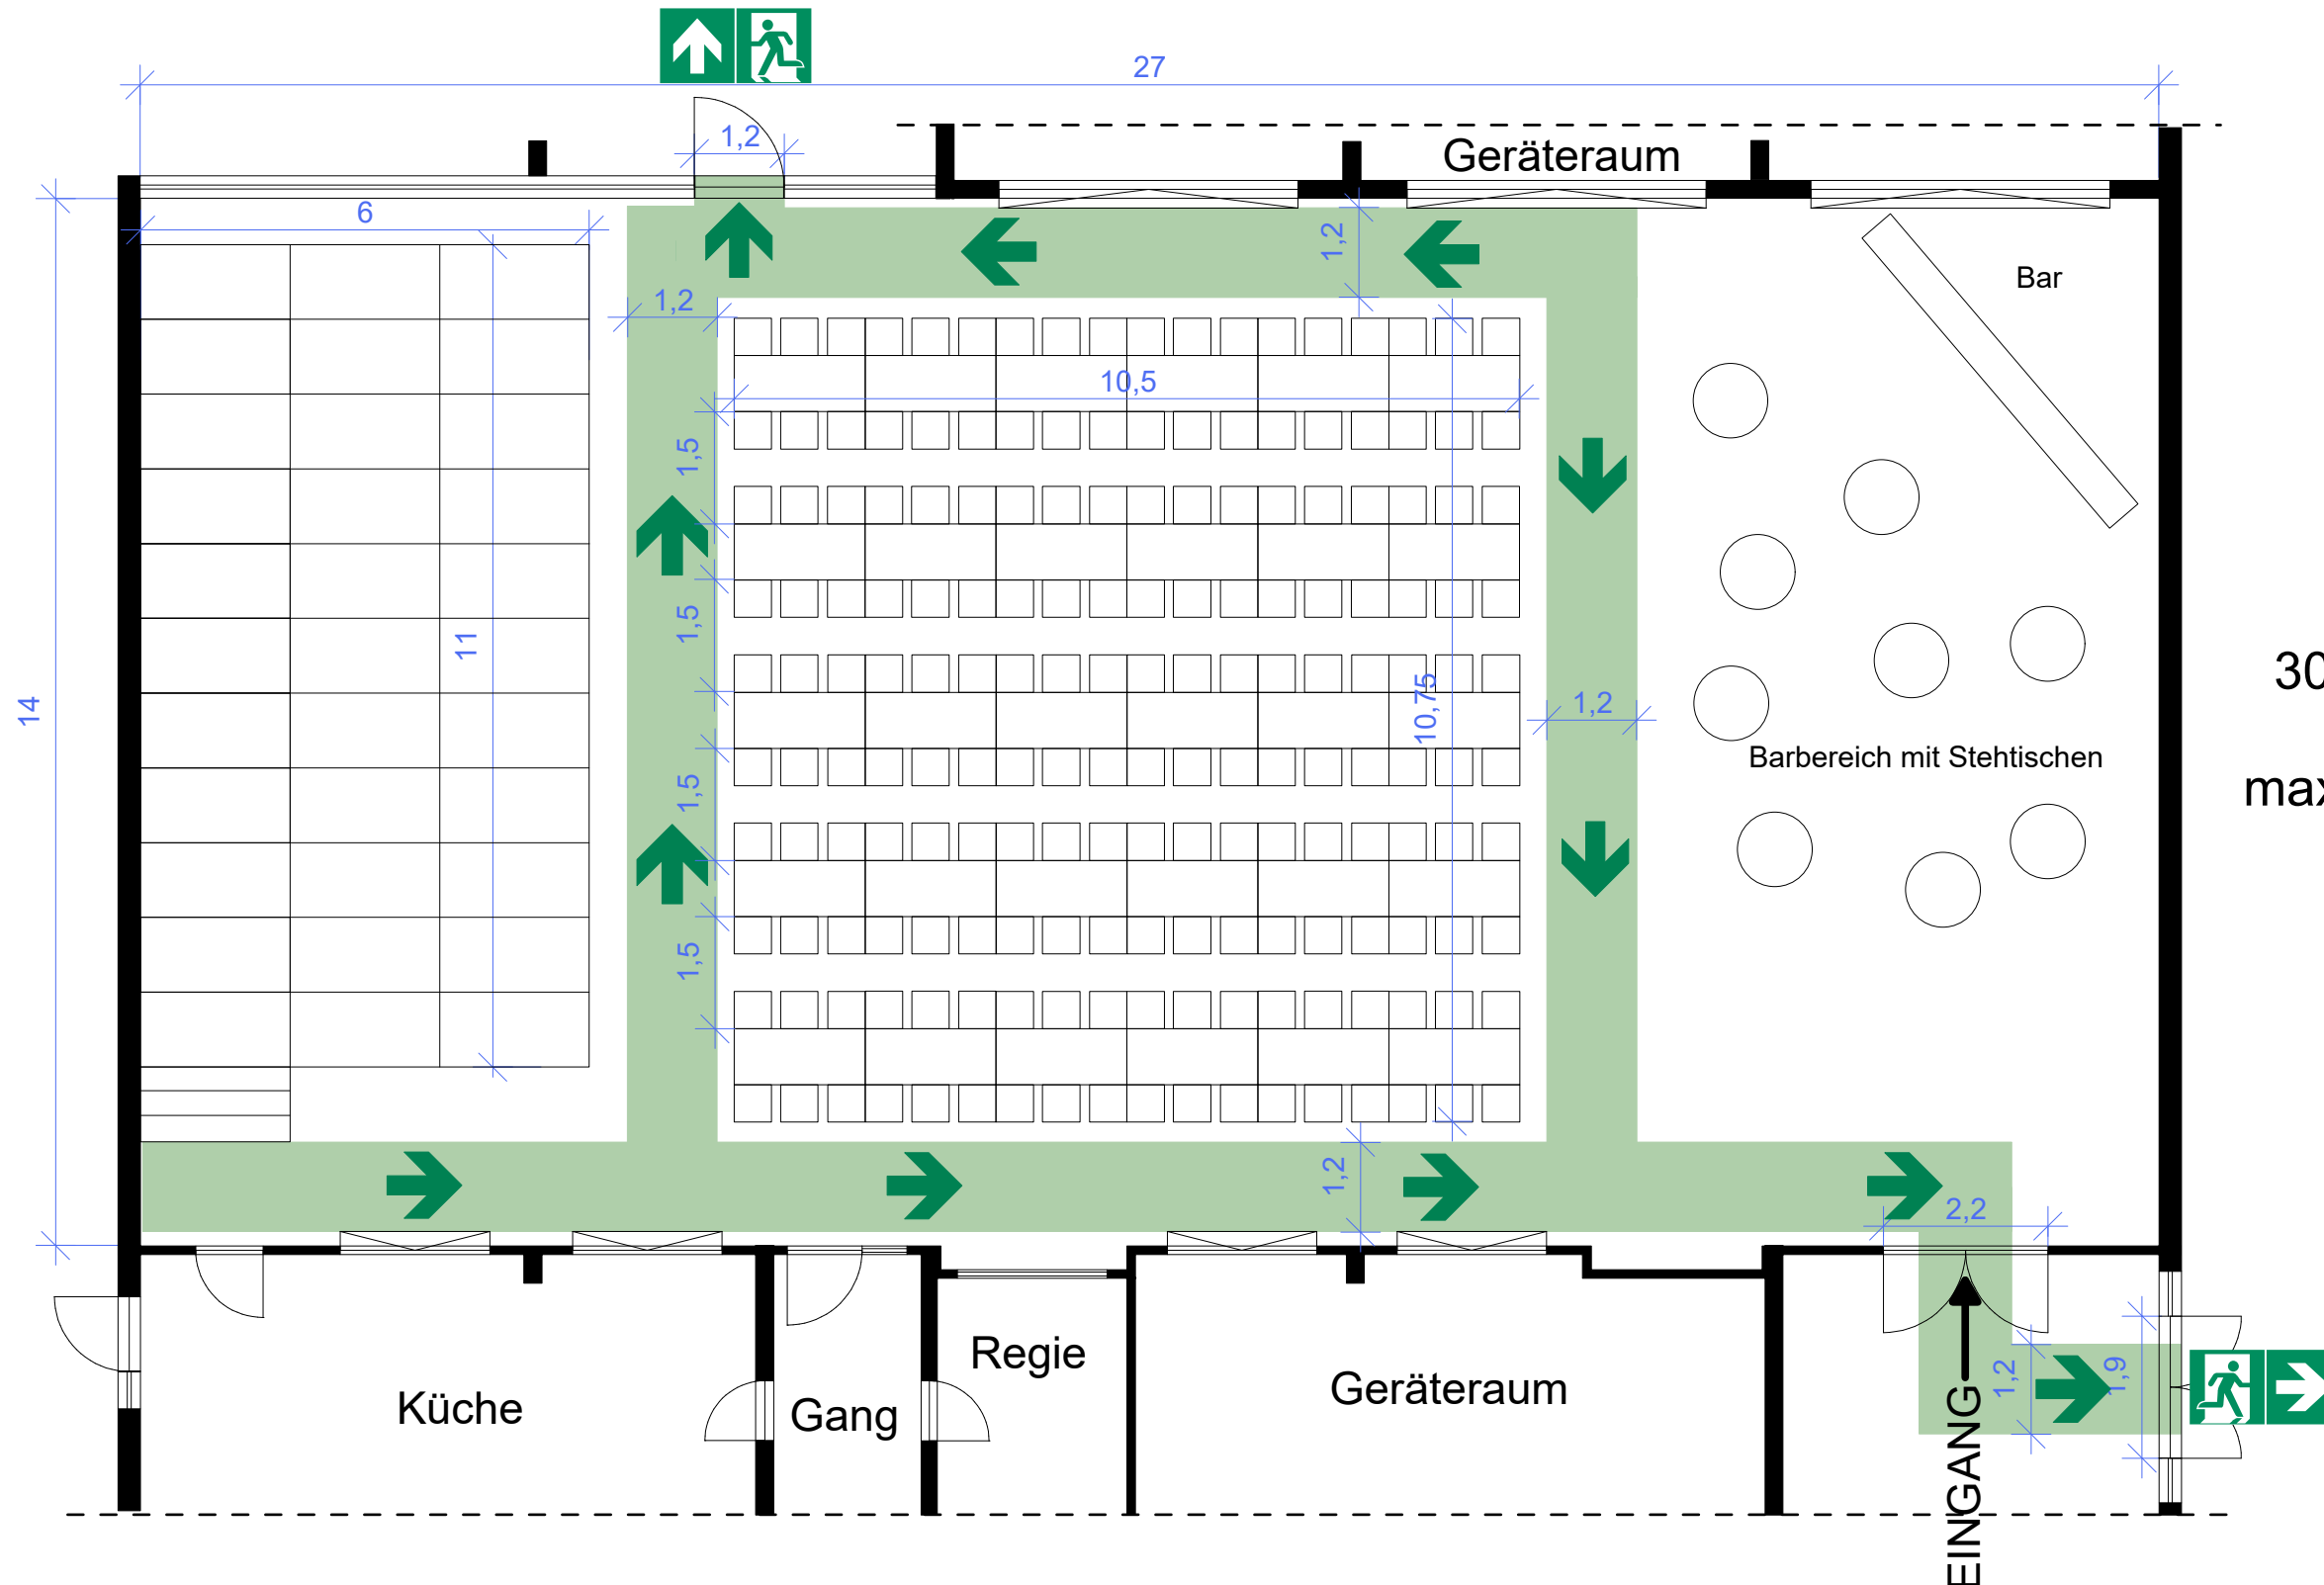 27
1,2
Geräteraum
6
1,2
Bar
1,2
10,5
1,5
1,5
11
30
10,75
1,2
14
Barbereich mit Stehtischen
1,5
max
1,5
1,2
2,2
Regie
Geräteraum
1,2
1,9
Küche
Gang
EINGANG